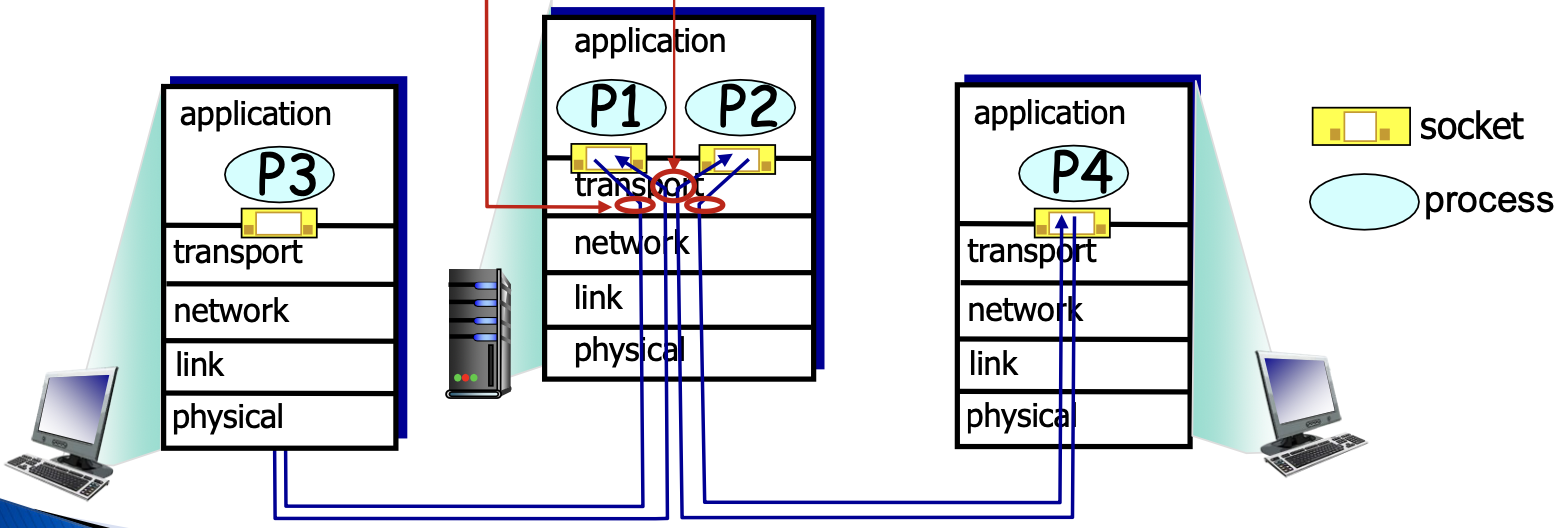 application
P3
transport
network
link
physical
application
P1 P2
transport
network
link
physical
application
P4
transport
network
link
physical
socket
process